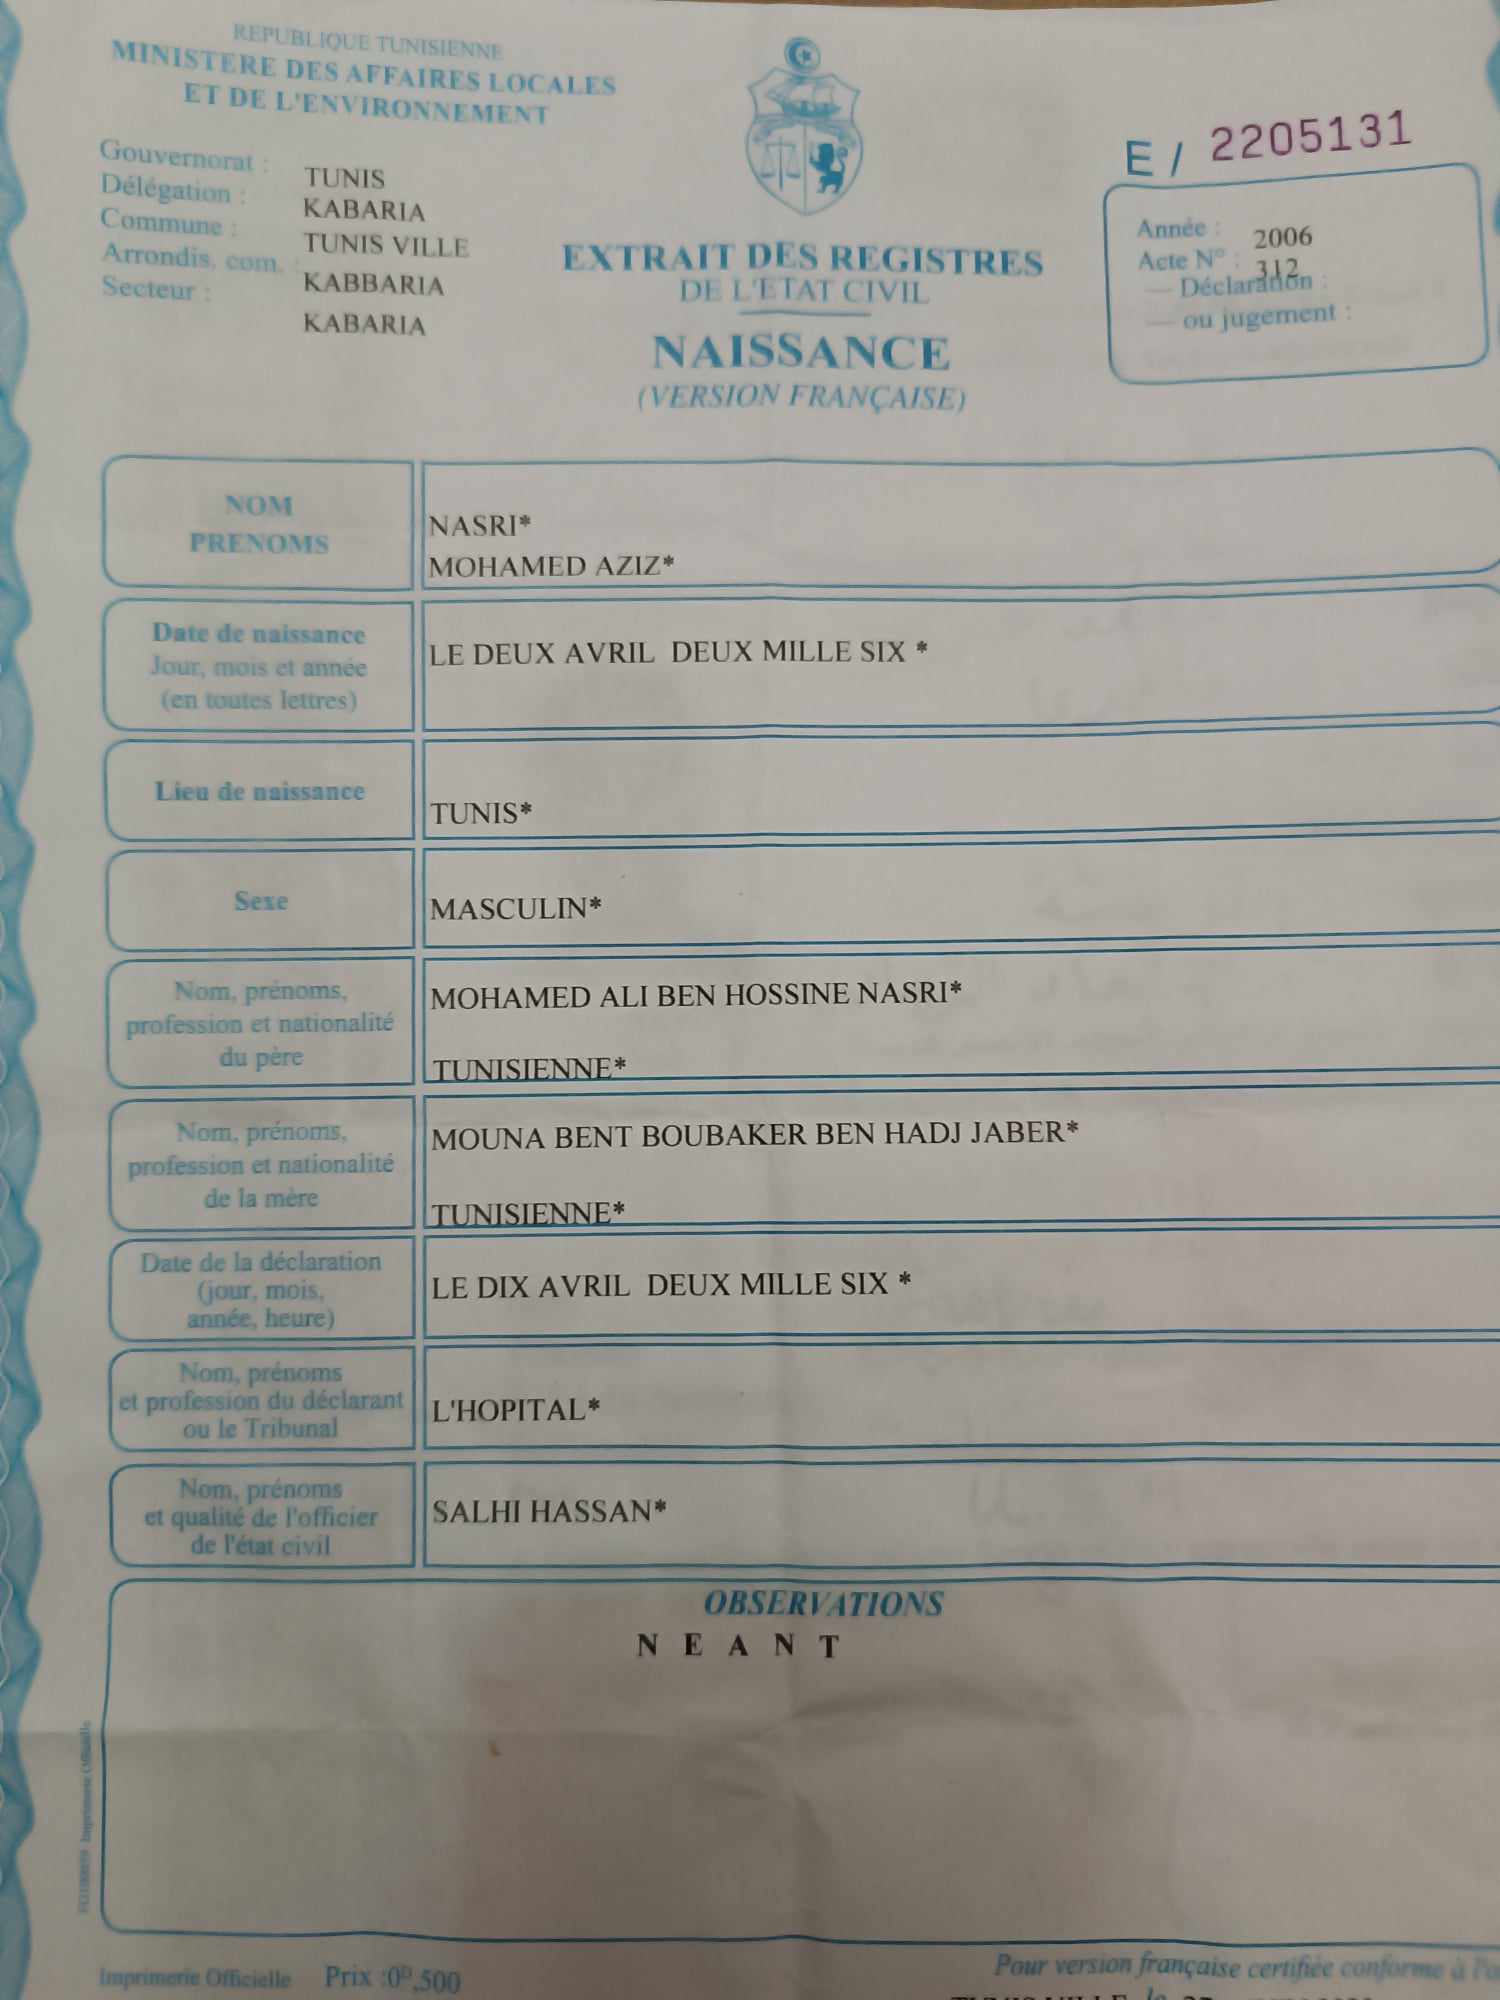 REPUBLIQUE TUNISIENNE
MINISTERE DES AFFAIRES LOCALES
ET DE L'ENVIRONNEMENT
Gouvernorat : TUNIS
Délégation : KABARIA
Commune : TUNIS VILLE
Arrondis. com. : KABBARIA
Secteur : KABARIA
E / 2205131
Année : 2006
Acte N° : 312
— Déclaration :
— ou jugement :
EXTRAIT DES REGISTRES
DE L'ETAT CIVIL
NAISSANCE
(VERSION FRANÇAISE)
NOM
PRENOMS
NASRI*
MOHAMED AZIZ*
Date de naissance
Jour, mois et année
(en toutes lettres)
LE DEUX AVRIL DEUX MILLE SIX *
Lieu de naissance
TUNIS*
Sexe
MASCULIN*
Nom, prénoms,
profession et nationalité
du père
MOHAMED ALI BEN HOSSINE NASRI*
TUNISIENNE*
Nom, prénoms,
profession et nationalité
de la mère
MOUNA BENT BOUBAKER BEN HADJ JABER*
TUNISIENNE*
Date de la déclaration
(jour, mois,
année, heure)
LE DIX AVRIL DEUX MILLE SIX *
Nom, prénoms
et profession du déclarant
ou le Tribunal
L'HOPITAL*
Nom, prénoms
et qualité de l'officier
de l'état civil
SALHI HASSAN*
OBSERVATIONS
N E A N T
Imprimerie Officielle
Imprimerie Officielle Prix :0ᴰ,500
Pour version française certifiée conforme à
TUNIS VILLE le